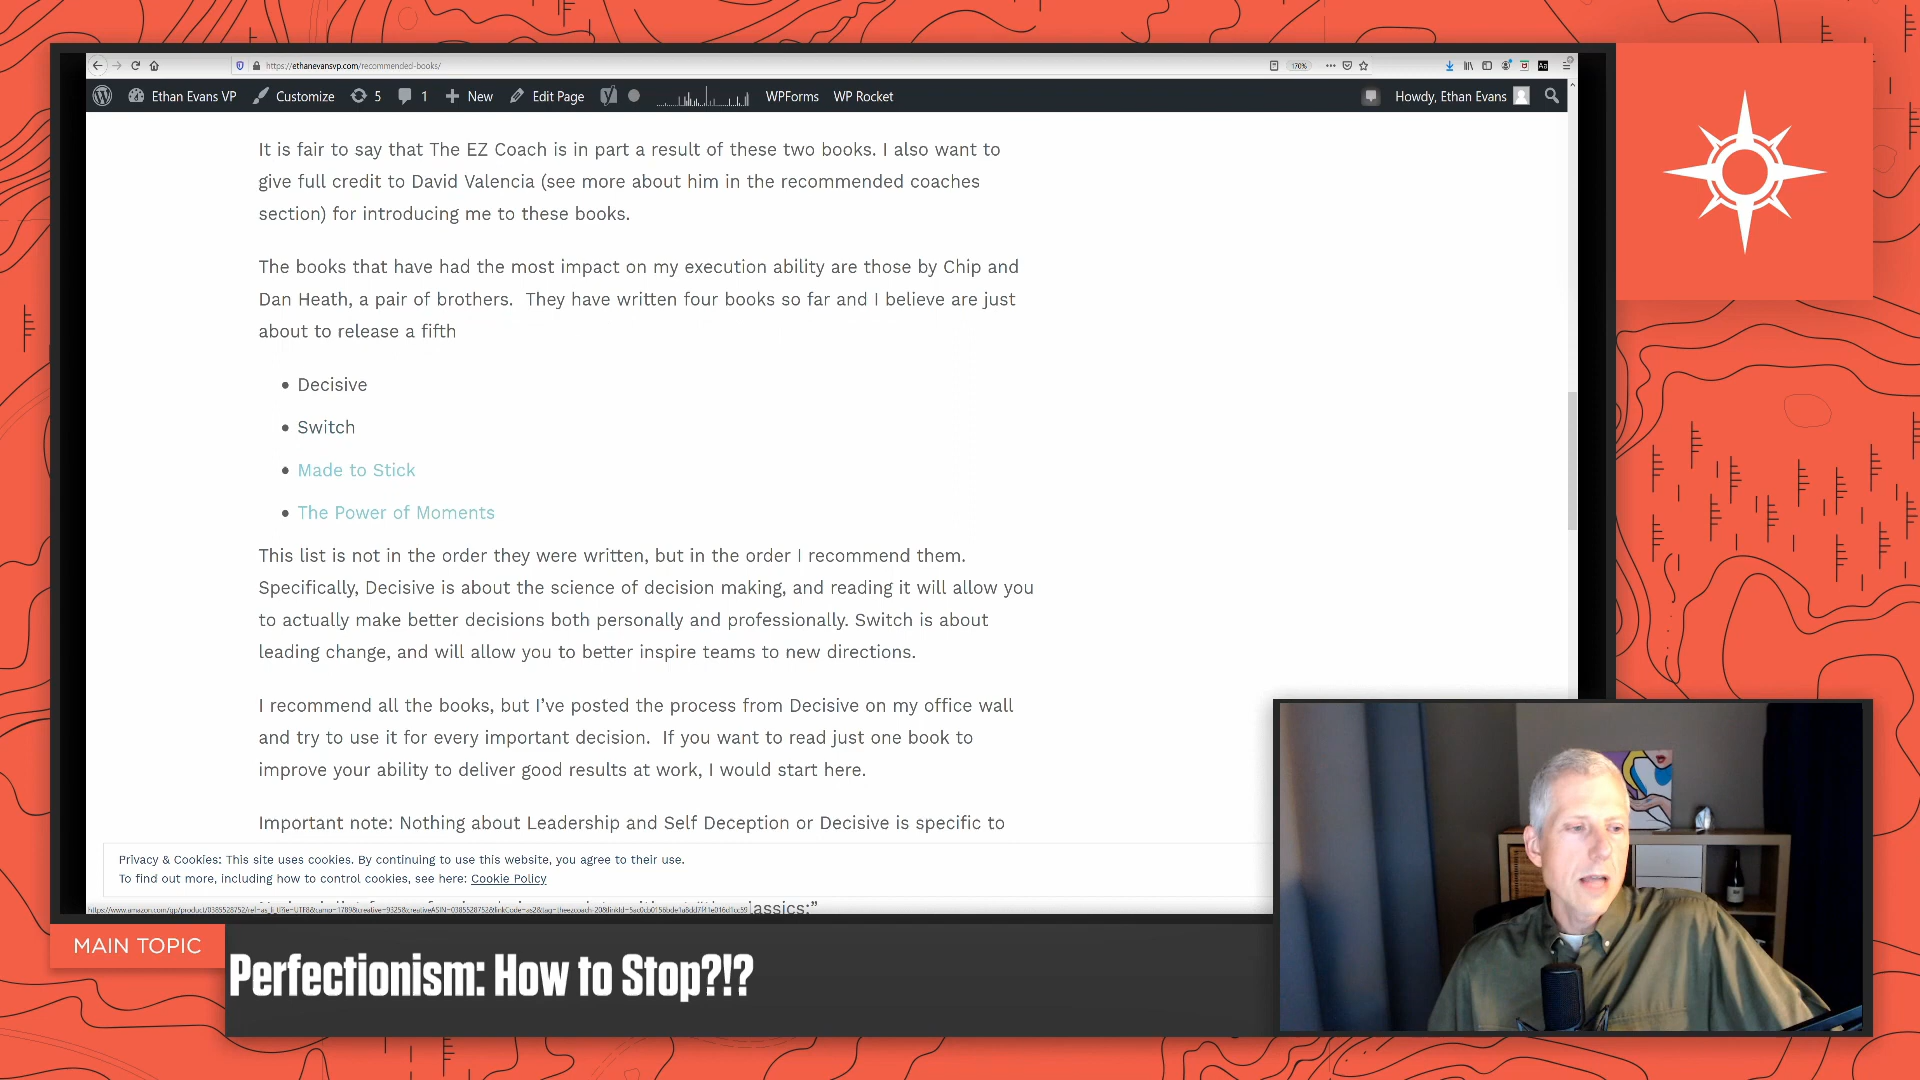 https://ethanevansvp.com/recommended-books/
170%
Ethan Evans VP
Customize
5
1
New
Edit Page
WPForms
WP Rocket
Howdy, Ethan Evans
It is fair to say that The EZ Coach is in part a result of these two books. I also want to
give full credit to David Valencia (see more about him in the recommended coaches
section) for introducing me to these books.
The books that have had the most impact on my execution ability are those by Chip and
Dan Heath, a pair of brothers.  They have written four books so far and I believe are just
about to release a fifth
Decisive
Switch
Made to Stick
The Power of Moments
This list is not in the order they were written, but in the order I recommend them.
Specifically, Decisive is about the science of decision making, and reading it will allow you
to actually make better decisions both personally and professionally. Switch is about
leading change, and will allow you to better inspire teams to new directions.
I recommend all the books, but I’ve posted the process from Decisive on my office wall
and try to use it for every important decision.  If you want to read just one book to
improve your ability to deliver good results at work, I would start here.
Important note: Nothing about Leadership and Self Deception or Decisive is specific to
Privacy & Cookies: This site uses cookies. By continuing to use this website, you agree to their use.
To find out more, including how to control cookies, see here: Cookie Policy
assics:”
MAIN TOPIC
Perfectionism: How to Stop?!?